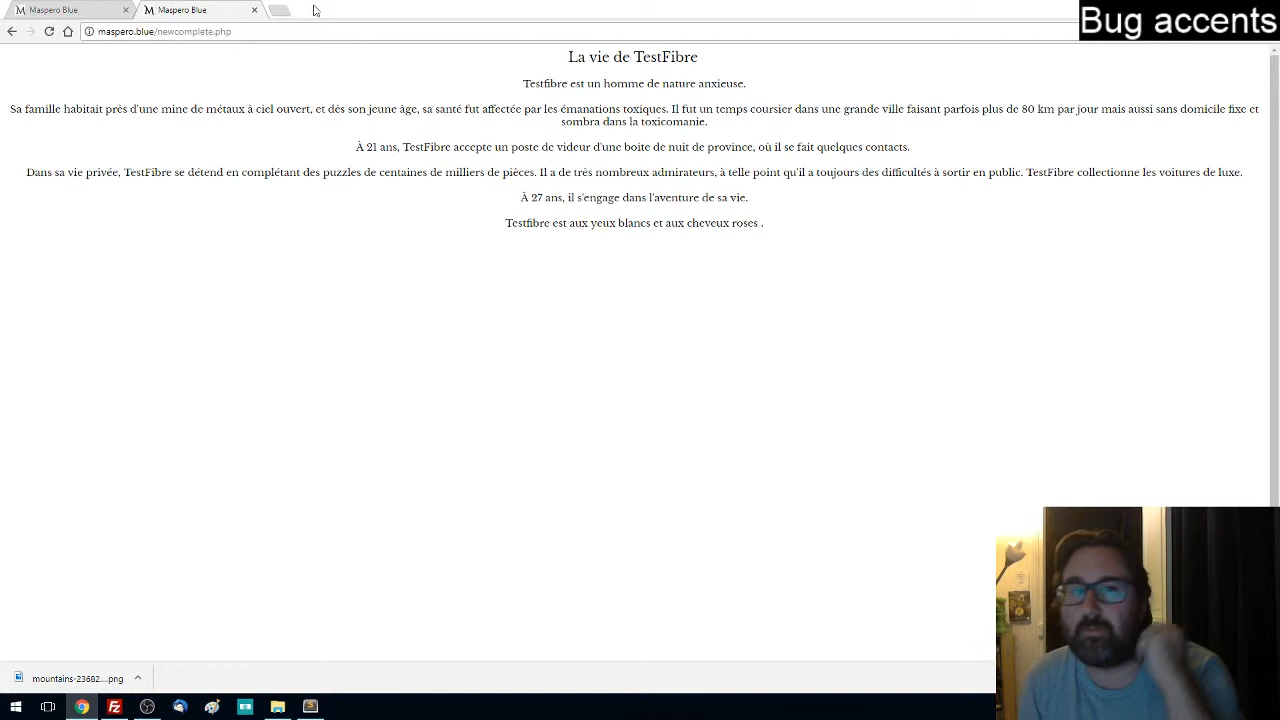 Maspero Blue
Maspero Blue
Bug accents
maspero.blue/newcomplete.php
La vie de TestFibre
Testfibre est un homme de nature anxieuse.
Sa famille habitait près d'une mine de métaux à ciel ouvert, et dès son jeune âge, sa santé fut affectée par les émanations toxiques. Il fut un temps coursier dans une grande ville faisant parfois plus de 80 km par jour mais aussi sans domicile fixe et
sombra dans la toxicomanie.
À 21 ans, TestFibre accepte un poste de videur d'une boite de nuit de province, où il se fait quelques contacts.
Dans sa vie privée, TestFibre se détend en complétant des puzzles de centaines de milliers de pièces. Il a de très nombreux admirateurs, à telle point qu'il a toujours des difficultés à sortir en public. TestFibre collectionne les voitures de luxe.
À 27 ans, il s'engage dans l'aventure de sa vie.
Testfibre est aux yeux blancs et aux cheveux roses .
mountains-23682....png